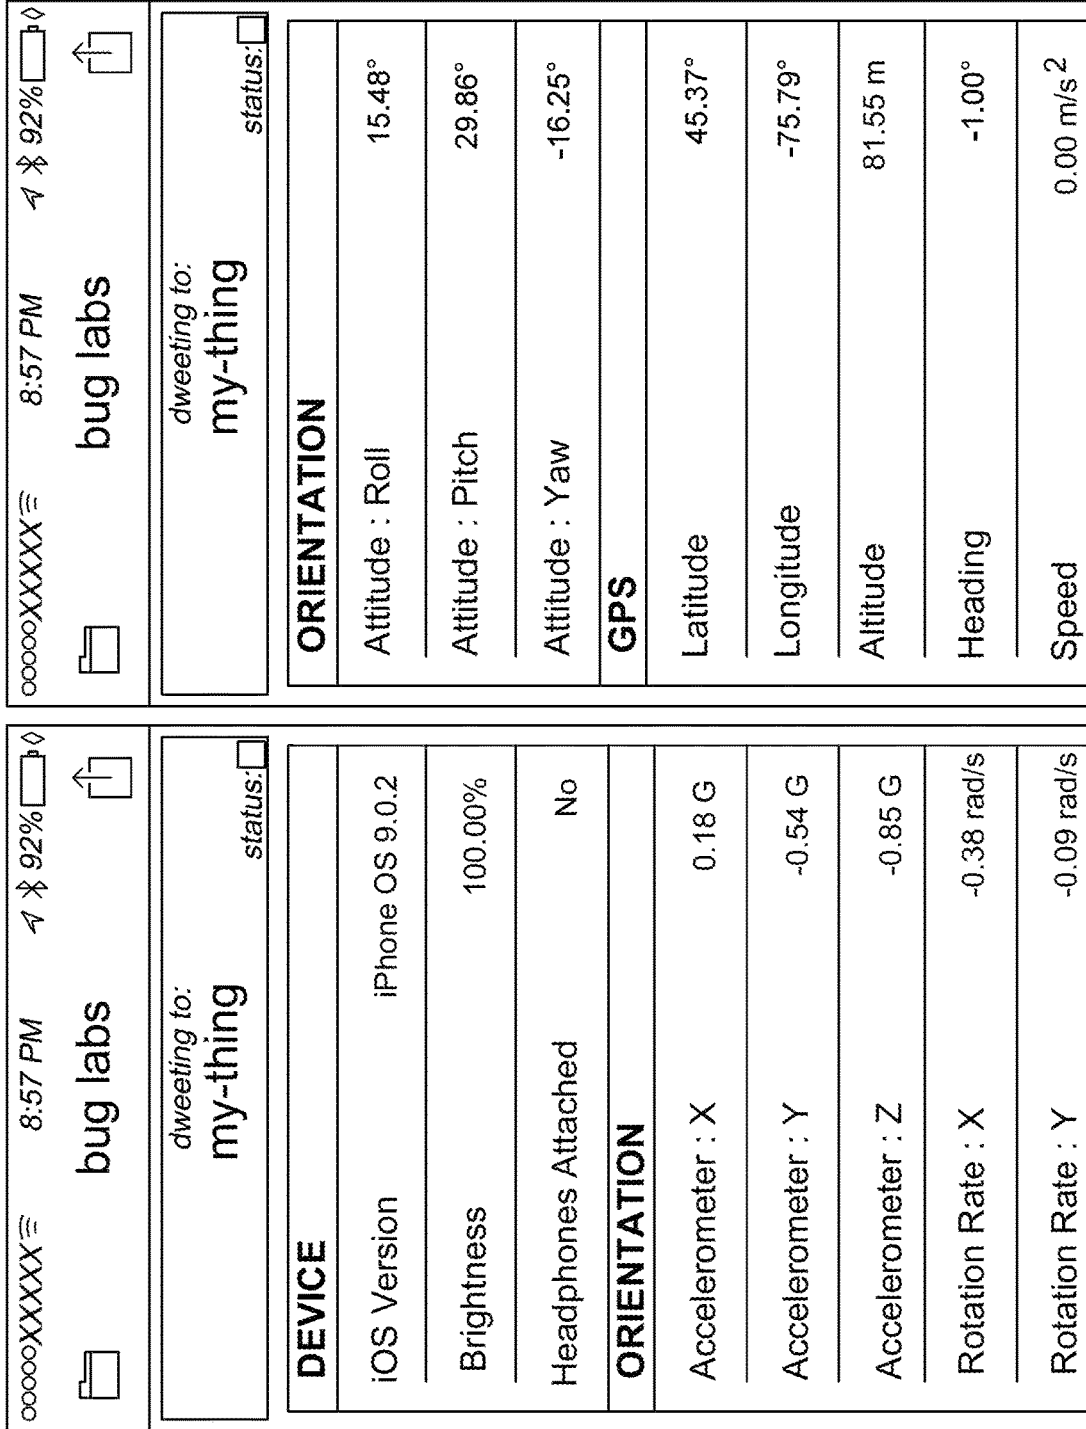 oooooXXXXX 8:57 PM 92%
bug labs
dweeting to:
my-thing
status:
DEVICE
iOS Version iPhone OS 9.0.2
Brightness 100.00%
Headphones Attached No
ORIENTATION
Accelerometer : X 0.18 G
Accelerometer : Y -0.54 G
Accelerometer : Z -0.85 G
Rotation Rate : X -0.38 rad/s
Rotation Rate : Y -0.09 rad/s
oooooXXXXX 8:57 PM 92%
bug labs
dweeting to:
my-thing
status:
ORIENTATION
Attitude : Roll 15.48°
Attitude : Pitch 29.86°
Attitude : Yaw -16.25°
GPS
Latitude 45.37°
Longitude -75.79°
Altitude 81.55 m
Heading -1.00°
Speed 0.00 m/s²